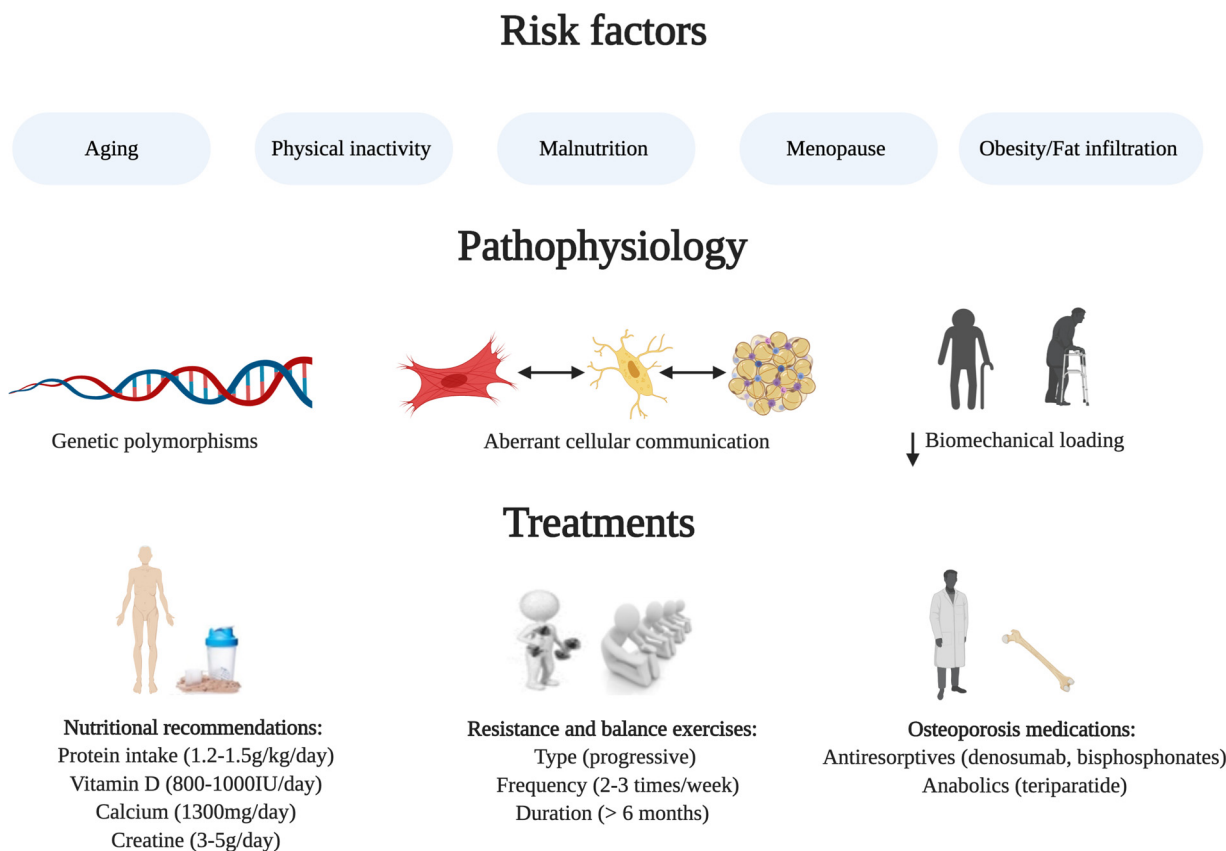 Risk factors
Aging
Physical inactivity
Malnutrition
Menopause
Obesity/Fat infiltration
Pathophysiology
Genetic polymorphisms
Aberrant cellular communication
Biomechanical loading
Treatments
Nutritional recommendations:
Protein intake (1.2-1.5g/kg/day)
Vitamin D (800-1000IU/day)
Calcium (1300mg/day)
Creatine (3-5g/day)
Resistance and balance exercises:
Type (progressive)
Frequency (2-3 times/week)
Duration (> 6 months)
Osteoporosis medications:
Antiresorptives (denosumab, bisphosphonates)
Anabolics (teriparatide)